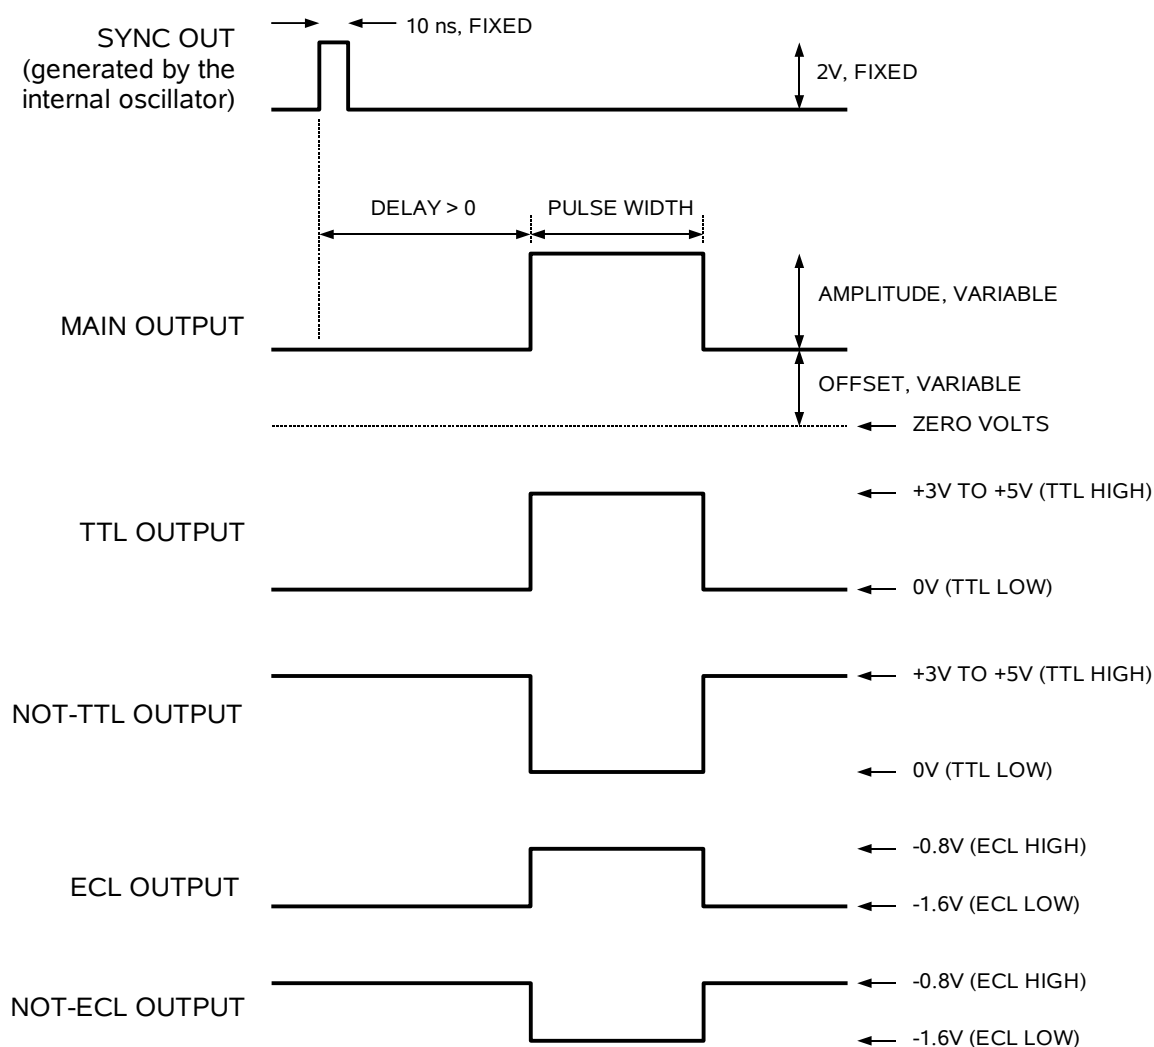 SYNC OUT
(generated by the
internal oscillator)
10 ns, FIXED
2V, FIXED
DELAY > 0
PULSE WIDTH
MAIN OUTPUT
AMPLITUDE, VARIABLE
OFFSET, VARIABLE
ZERO VOLTS
TTL OUTPUT
+3V TO +5V (TTL HIGH)
0V (TTL LOW)
NOT-TTL OUTPUT
+3V TO +5V (TTL HIGH)
0V (TTL LOW)
ECL OUTPUT
-0.8V (ECL HIGH)
-1.6V (ECL LOW)
NOT-ECL OUTPUT
-0.8V (ECL HIGH)
-1.6V (ECL LOW)